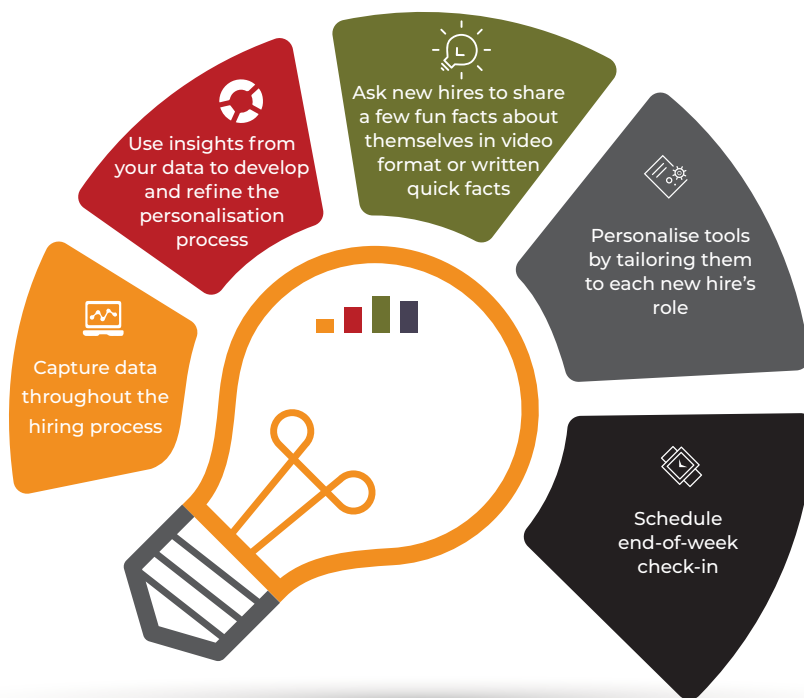 Capture data
throughout the
hiring process
Use insights from
your data to develop
and refine the
personalisation
process
Ask new hires to share
a few fun facts about
themselves in video
format or written
quick facts
Personalise tools
by tailoring them
to each new hire’s
role
Schedule
end-of-week
check-in